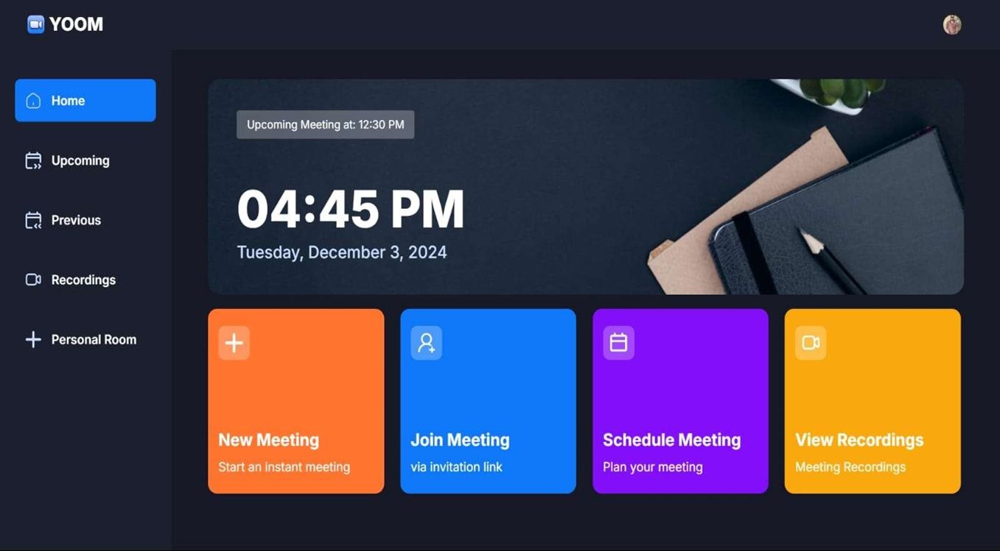 YOOM
Home
Upcoming
Previous
Recordings
Personal Room
Upcoming Meeting at: 12:30 PM
04:45 PM
Tuesday, December 3, 2024
New Meeting
Start an instant meeting
Join Meeting
via invitation link
Schedule Meeting
Plan your meeting
View Recordings
Meeting Recordings